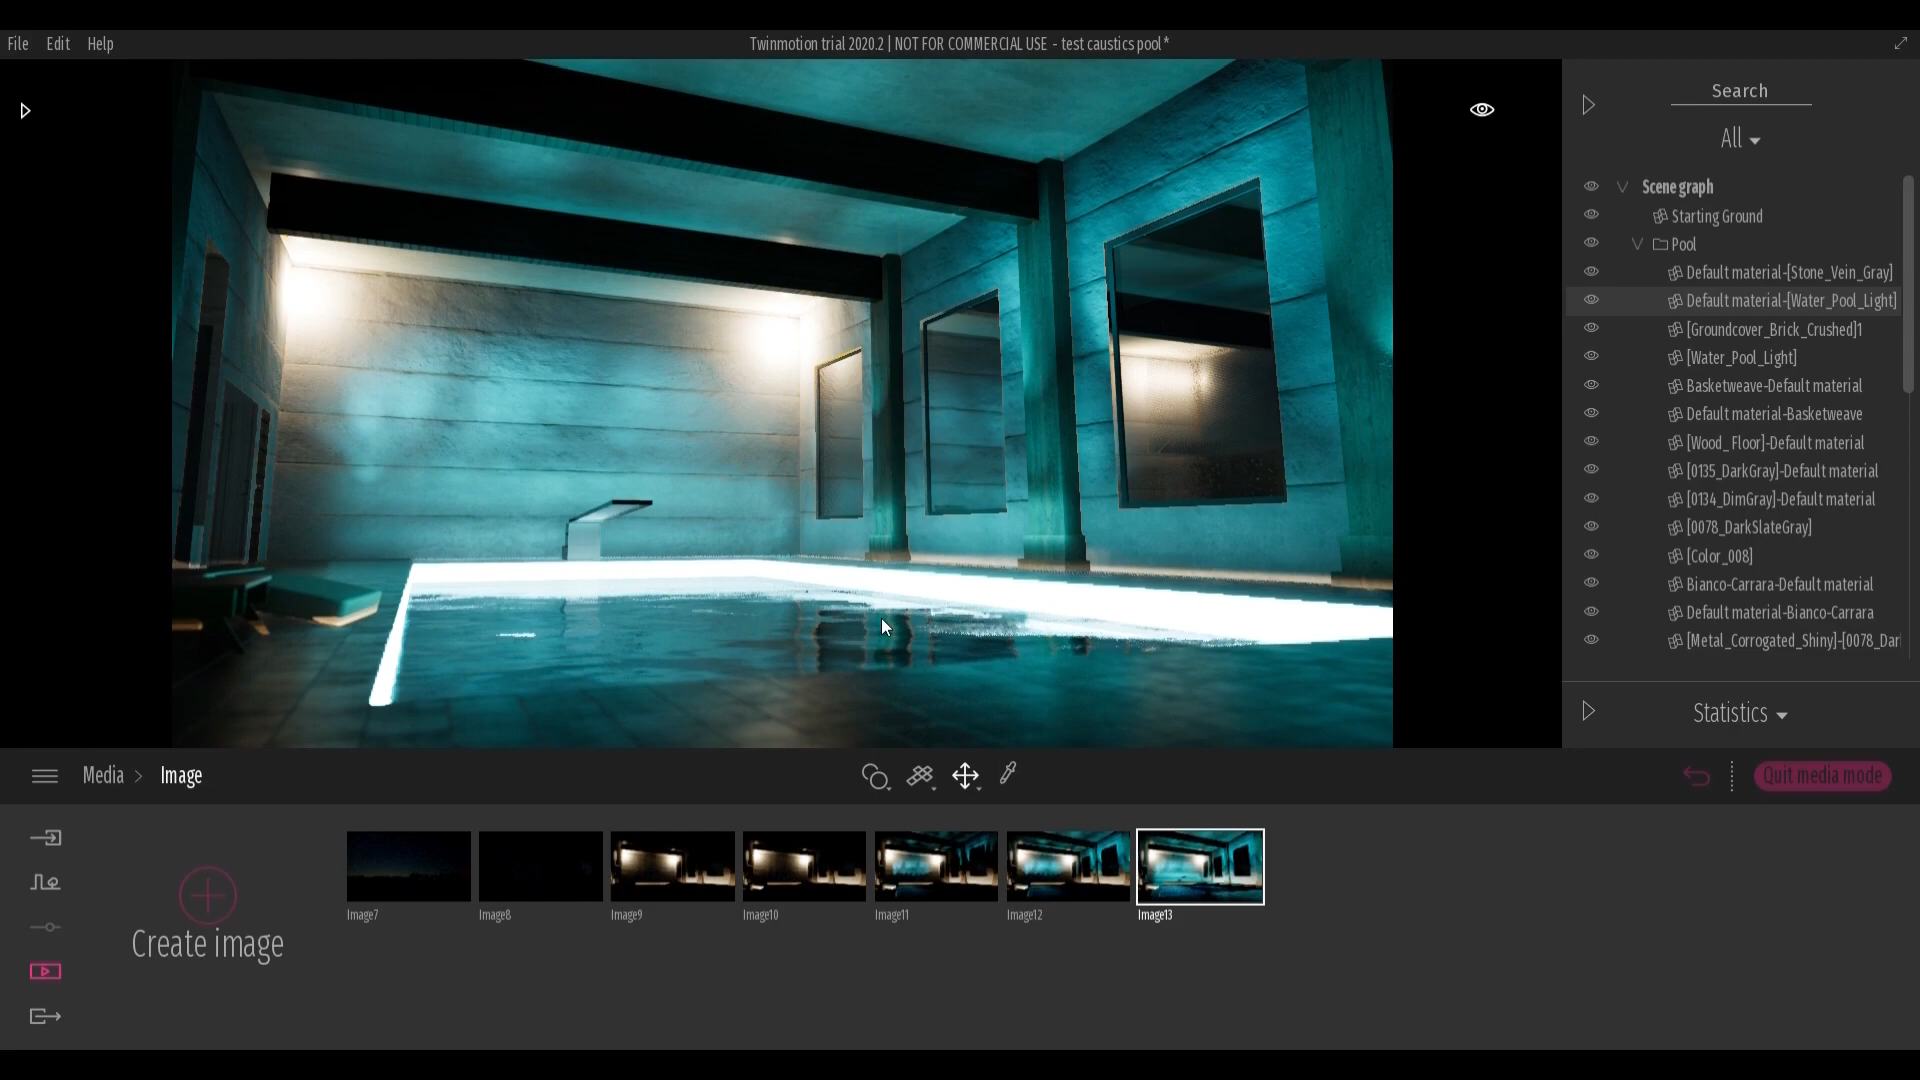 File Edit Help
Twinmotion trial 2020.2 | NOT FOR COMMERCIAL USE - test caustics pool*
Search
All
Scene graph
Starting Ground
Pool
Default material-[Stone_Vein_Gray]
Default material-[Water_Pool_Light]
[Groundcover_Brick_Crushed]1
[Water_Pool_Light]
Basketweave-Default material
Default material-Basketweave
[Wood_Floor]-Default material
[0135_DarkGray]-Default material
[0134_DimGray]-Default material
[0078_DarkSlateGray]
[Color_008]
Bianco-Carrara-Default material
Default material-Bianco-Carrara
[Metal_Corrogated_Shiny]-[0078_Dar
Statistics
Media > Image
Quit media mode
Create image
Image7 Image8 Image9 Image10 Image11 Image12 Image13